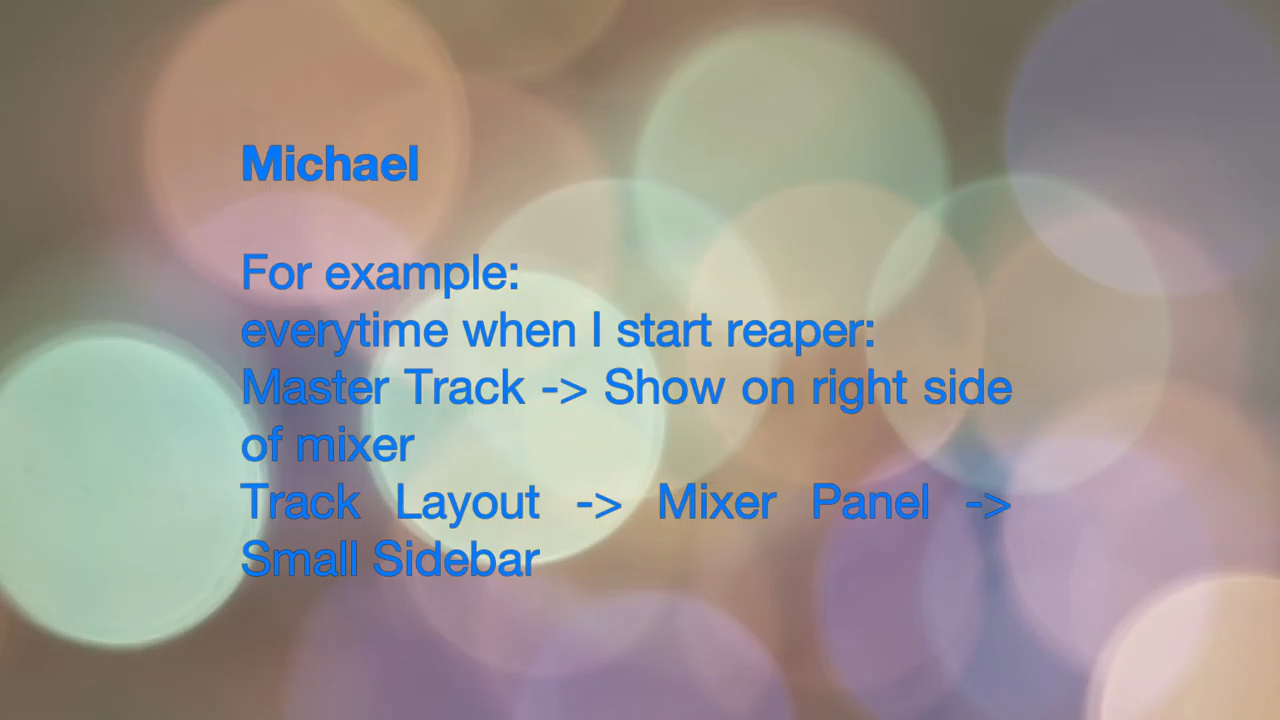 Michael
For example:
everytime when I start reaper:
Master Track -> Show on right side
of mixer
Track Layout -> Mixer Panel ->
Small Sidebar